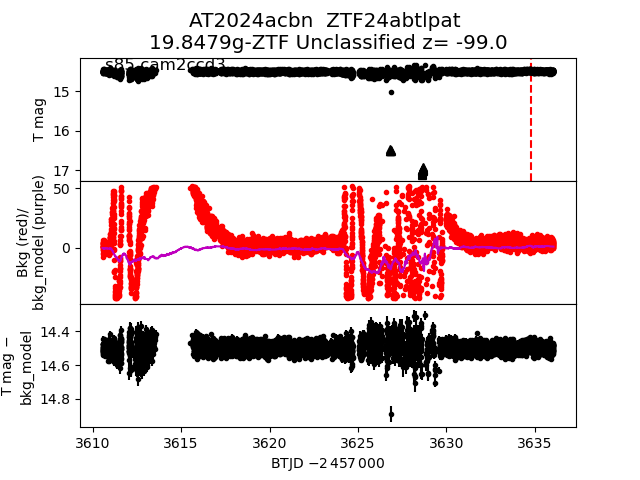 AT2024acbn  ZTF24abtlpat
19.8479g-ZTF Unclassified z= -99.0
s85 cam2ccd3
T mag
15
16
17
Bkg (red)/
bkg_model (purple)
50
0
T mag −
bkg_model
14.4
14.6
14.8
3610 3615 3620 3625 3630 3635
BTJD −2 457 000